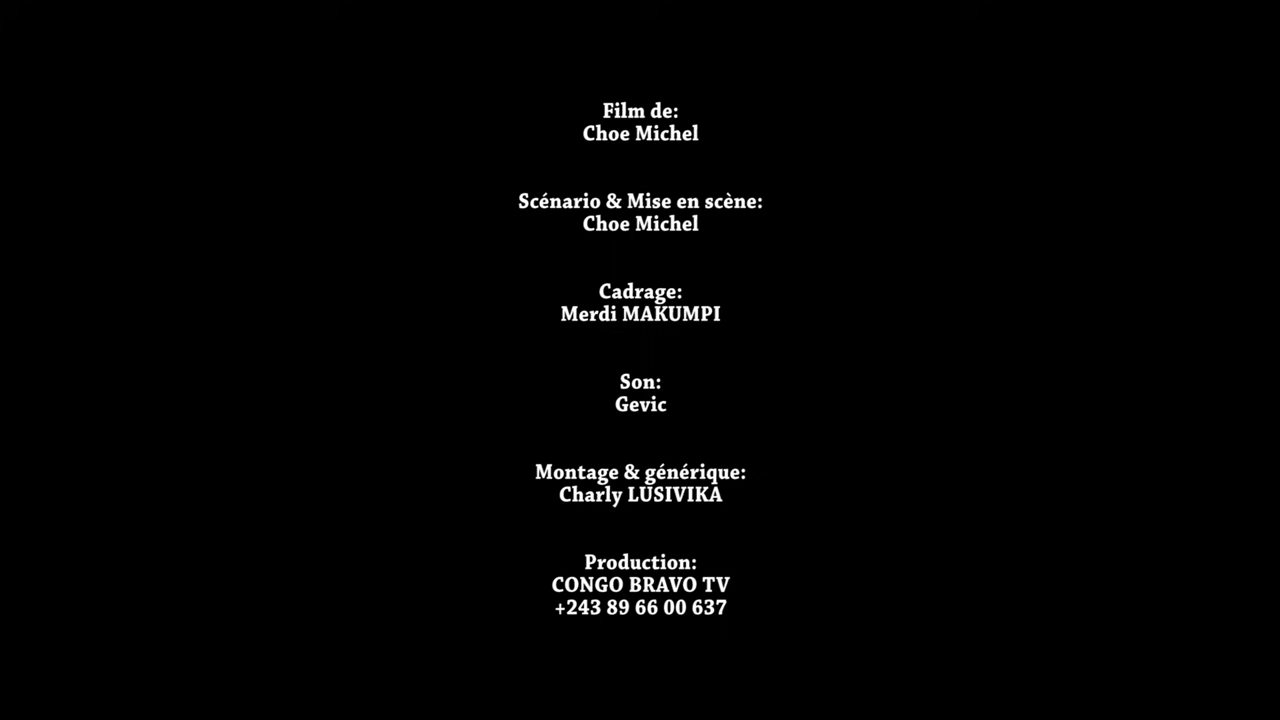 Film de:
Choe Michel
Scénario & Mise en scène:
Choe Michel
Cadrage:
Merdi MAKUMPI
Son:
Gevic
Montage & générique:
Charly LUSIVIKA
Production:
CONGO BRAVO TV
+243 89 66 00 637